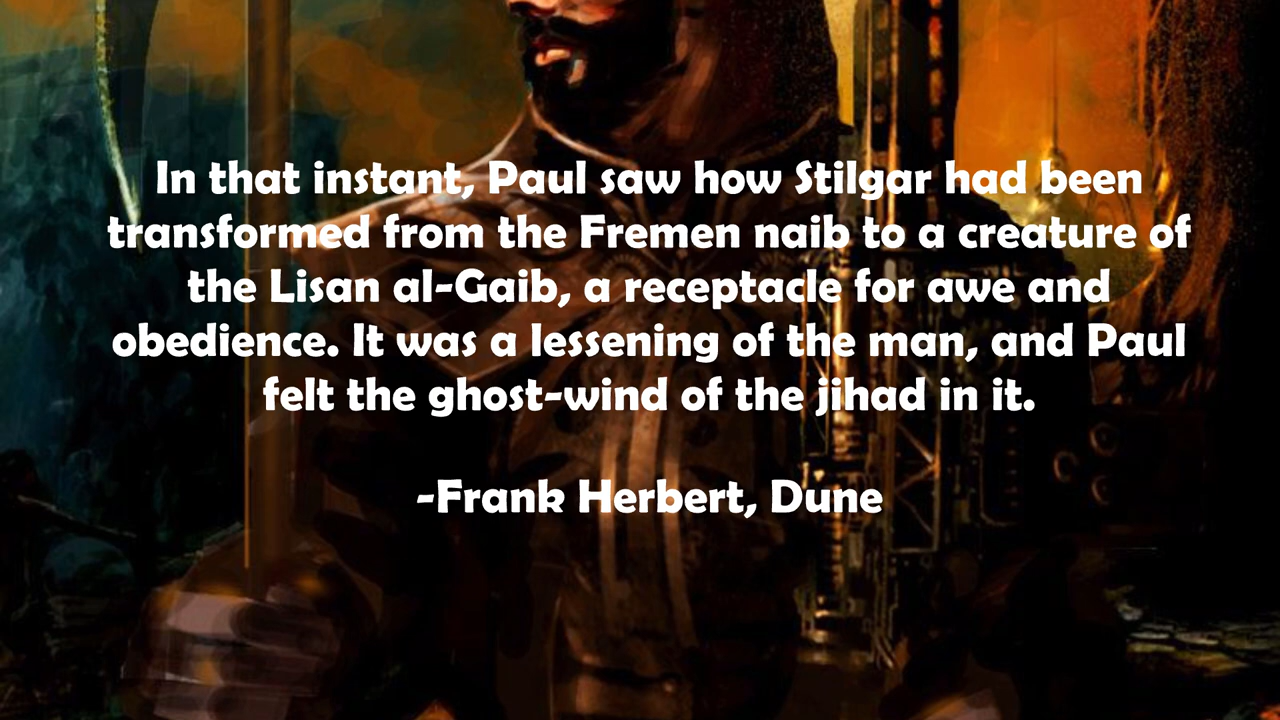 In that instant, Paul saw how Stilgar had been
transformed from the Fremen naib to a creature of
the Lisan al-Gaib, a receptacle for awe and
obedience. It was a lessening of the man, and Paul
felt the ghost-wind of the jihad in it.
-Frank Herbert, Dune